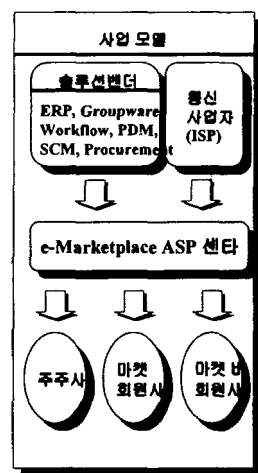 사업 모델
솔루션벤더
ERP, Groupware
Workflow, PDM,
SCM, Procurement
통신
사업자
(ISP)
e-Marketplace ASP 센타
주주사
마켓
회원사
마켓 비
회원사